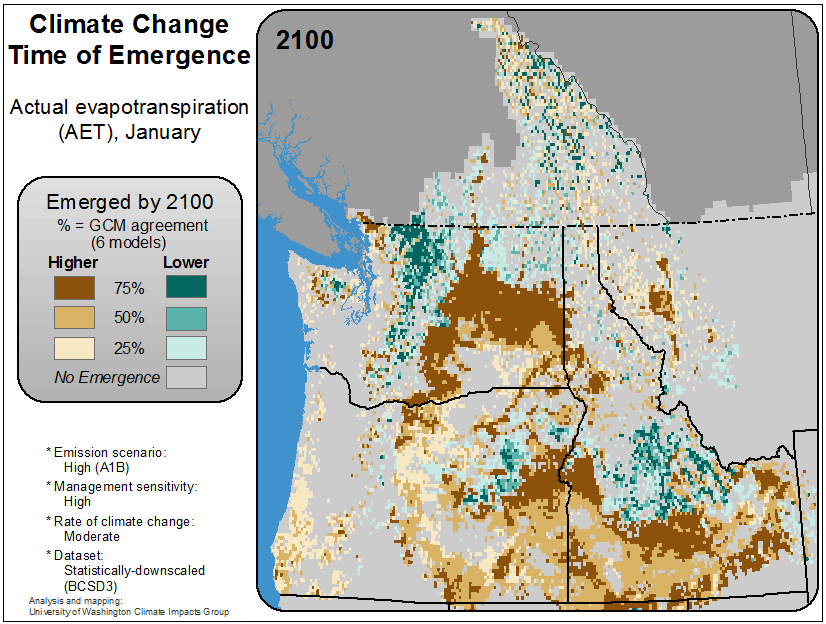 Climate Change
Time of Emergence
Actual evapotranspiration
(AET), January
Emerged by 2100
% = GCM agreement
(6 models)
Higher Lower
75%
50%
25%
No Emergence
* Emission scenario:
High (A1B)
* Management sensitivity:
High
* Rate of climate change:
Moderate
* Dataset:
Statistically-downscaled
(BCSD3)
Analysis and mapping:
University of Washington Climate Impacts Group
2100